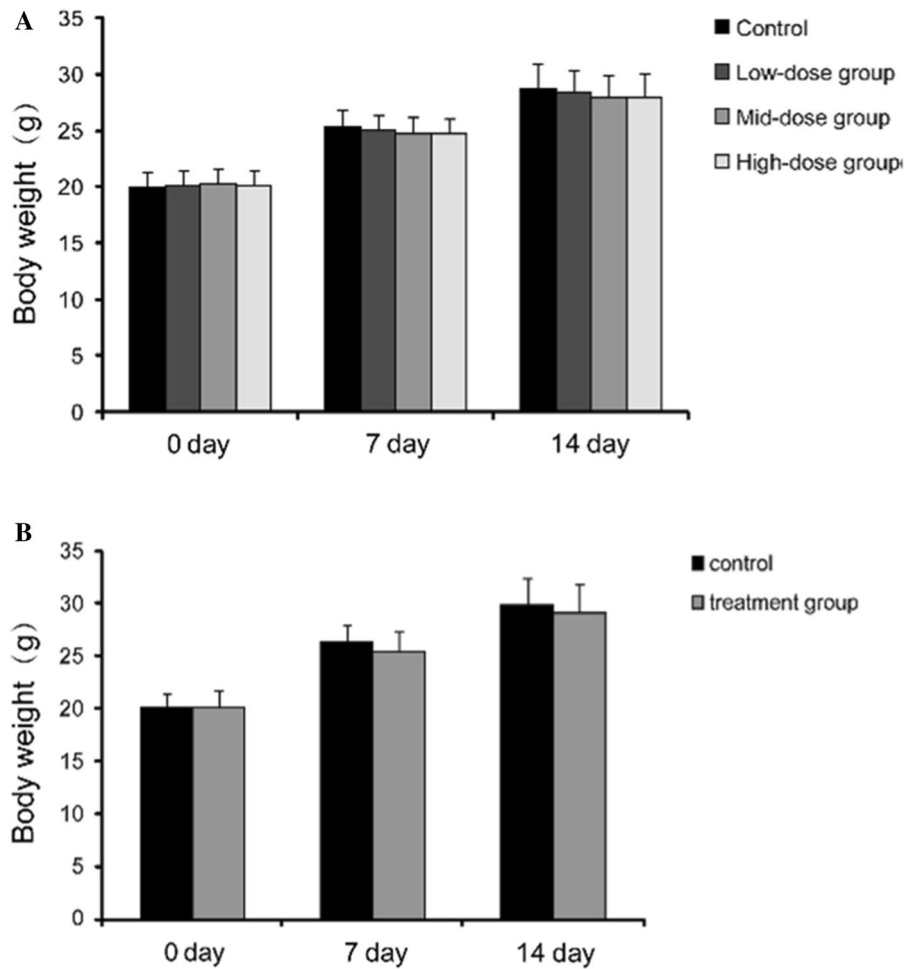 A
35
30
25
20
15
10
5
0
Body weight（g）
0 day
7 day
14 day
Control
Low-dose group
Mid-dose group
High-dose group
B
35
30
25
20
15
10
5
0
Body weight（g）
0 day
7 day
14 day
control
treatment group